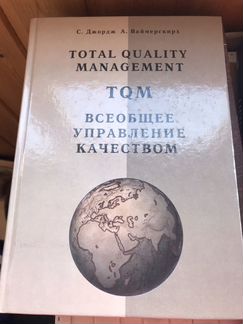 С. Джордж А. Ваймерскирх
TOTAL QUALITY
MANAGEMENT
TQM
ВСЕОБЩЕЕ
УПРАВЛЕНИЕ
КАЧЕСТВОМ